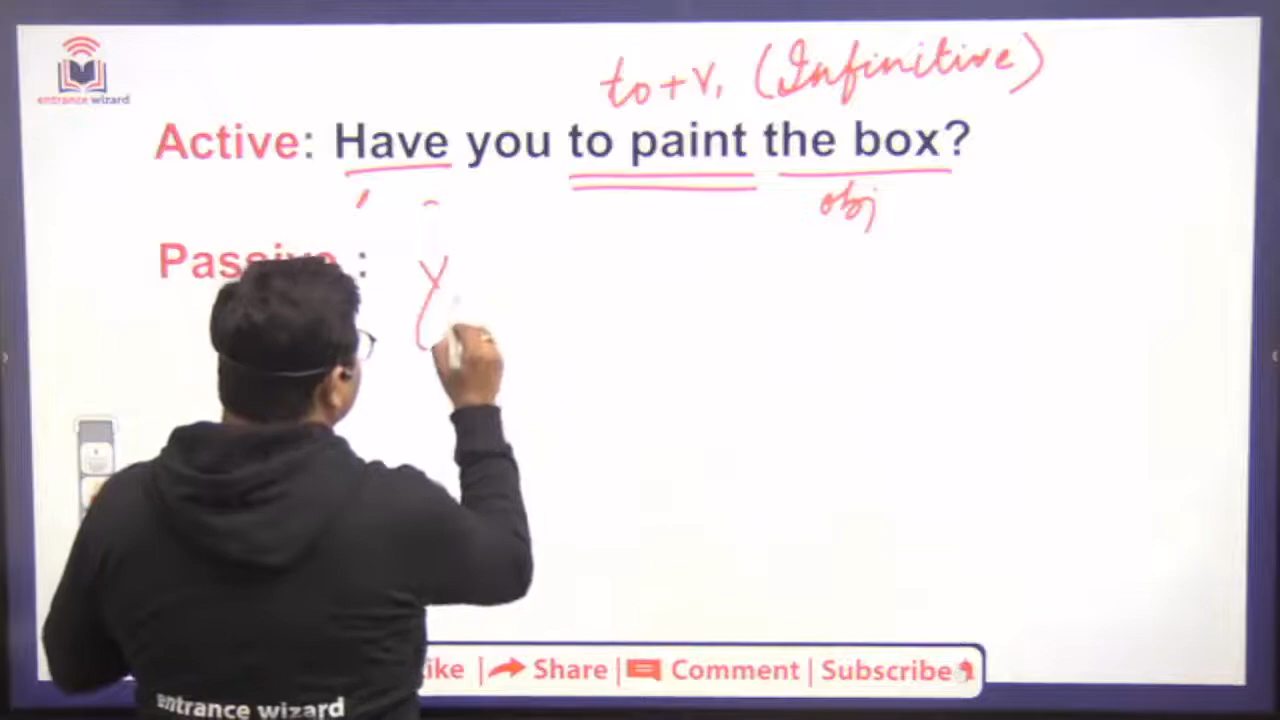 entrance wizard
to + V₁ (Infinitive)
Active: Have you to paint the box?
obj
Passive :
Share | Comment | Subscribe
entrance wizard